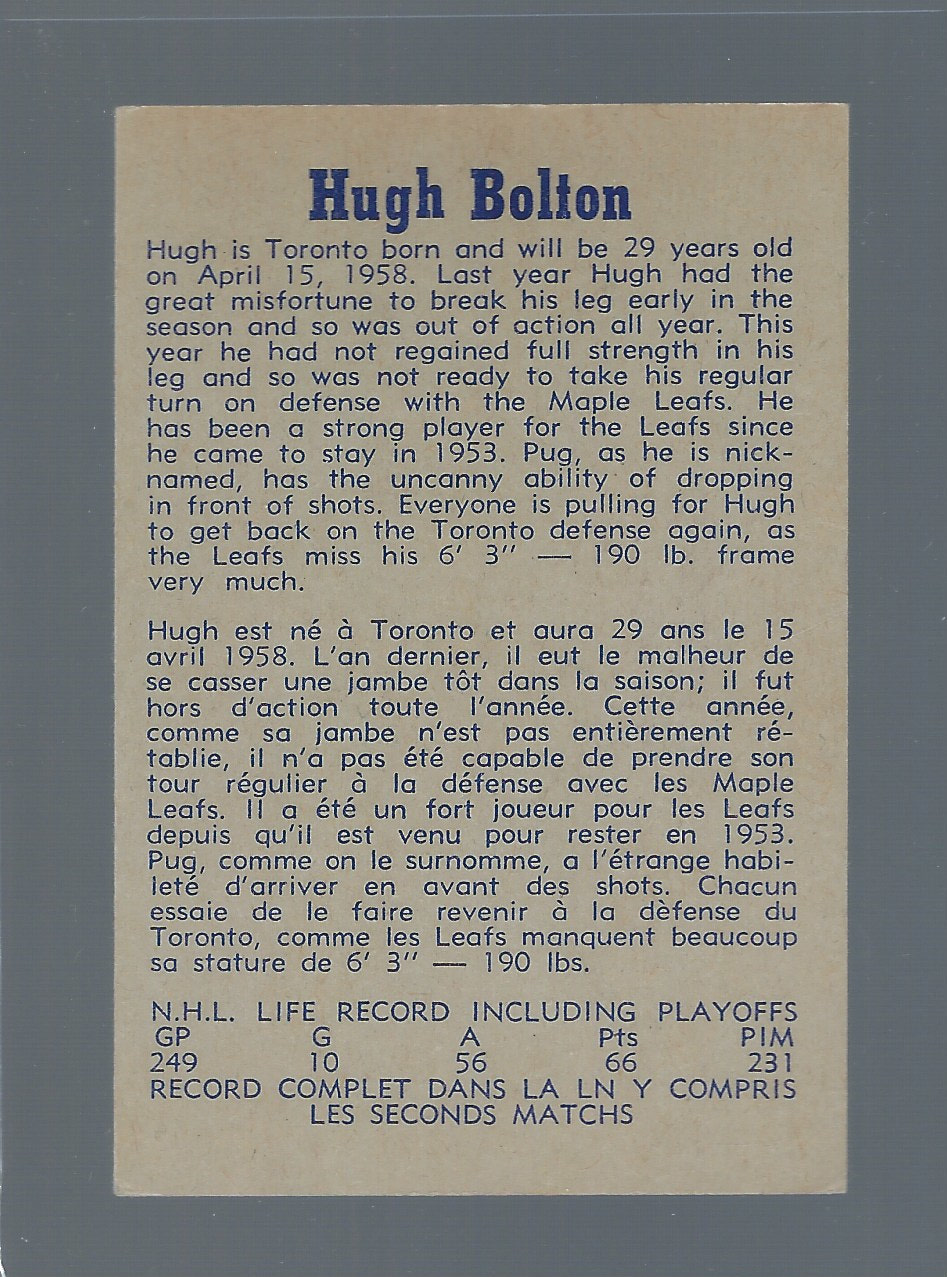 Hugh Bolton
Hugh is Toronto born and will be 29 years old
on April 15, 1958. Last year Hugh had the
great misfortune to break his leg early in the
season and so was out of action all year. This
year he had not regained full strength in his
leg and so was not ready to take his regular
turn on defense with the Maple Leafs. He
has been a strong player for the Leafs since
he came to stay in 1953. Pug, as he is nick-
named, has the uncanny ability of dropping
in front of shots. Everyone is pulling for Hugh
to get back on the Toronto defense again, as
the Leafs miss his 6' 3" — 190 lb. frame
very much.
Hugh est né à Toronto et aura 29 ans le 15
avril 1958. L'an dernier, il eut le malheur de
se casser une jambe tôt dans la saison; il fut
hors d'action toute l'année. Cette année,
comme sa jambe n'est pas entièrement ré-
tablie, il n'a pas été capable de prendre son
tour régulier à la défense avec les Maple
Leafs. Il a été un fort joueur pour les Leafs
depuis qu'il est venu pour rester en 1953.
Pug, comme on le surnomme, a l'étrange habi-
leté d'arriver en avant des shots. Chacun
essaie de le faire revenir à la dèfense du
Toronto, comme les Leafs manquent beaucoup
sa stature de 6' 3" — 190 lbs.
N.H.L. LIFE RECORD INCLUDING PLAYOFFS
GP G A Pts PIM
249 10 56 66 231
RECORD COMPLET DANS LA LN Y COMPRIS
LES SECONDS MATCHS